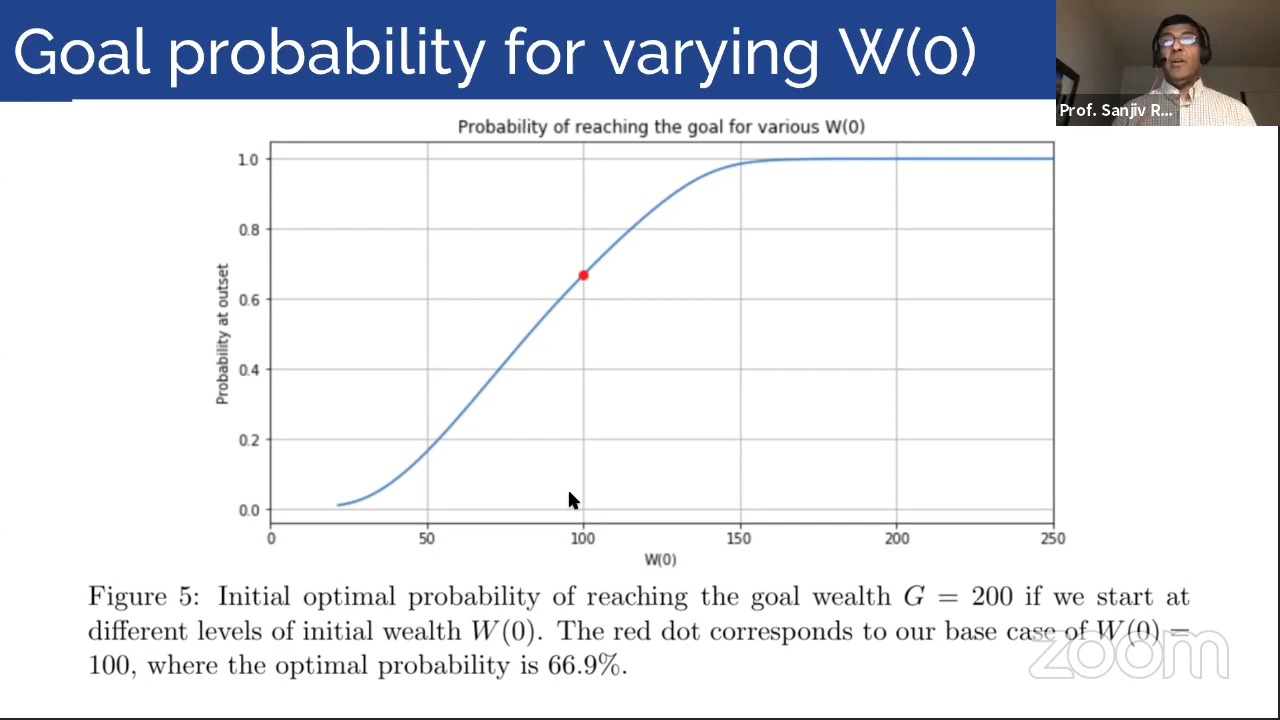 Goal probability for varying W(0)
Prof. Sanjiv R...
Probability of reaching the goal for various W(0)
1.0
0.8
0.6
0.4
0.2
0.0
Probability at outset
0 50 100 150 200 250
W(0)
Figure 5: Initial optimal probability of reaching the goal wealth G = 200 if we start at
different levels of initial wealth W(0). The red dot corresponds to our base case of W(0) =
100, where the optimal probability is 66.9%.
zoom